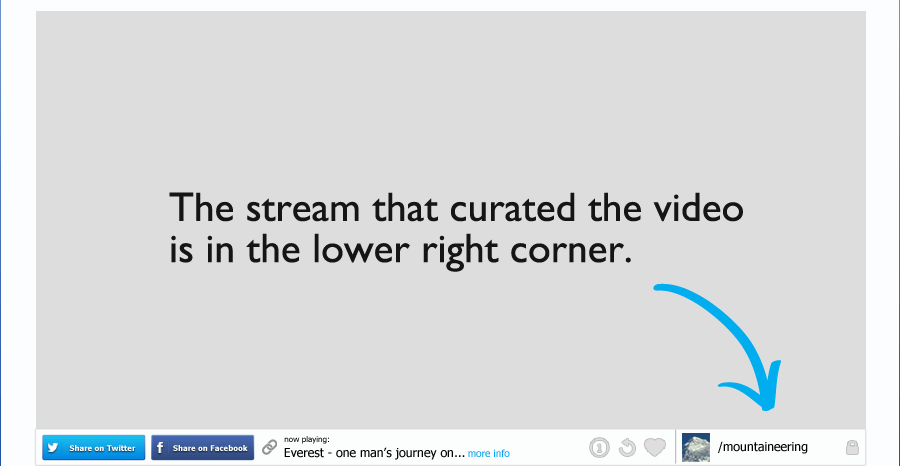 The stream that curated the video
is in the lower right corner.
Share on Twitter
f Share on Facebook
now playing:
Everest - one man's journey on... more info
1
/mountaineering